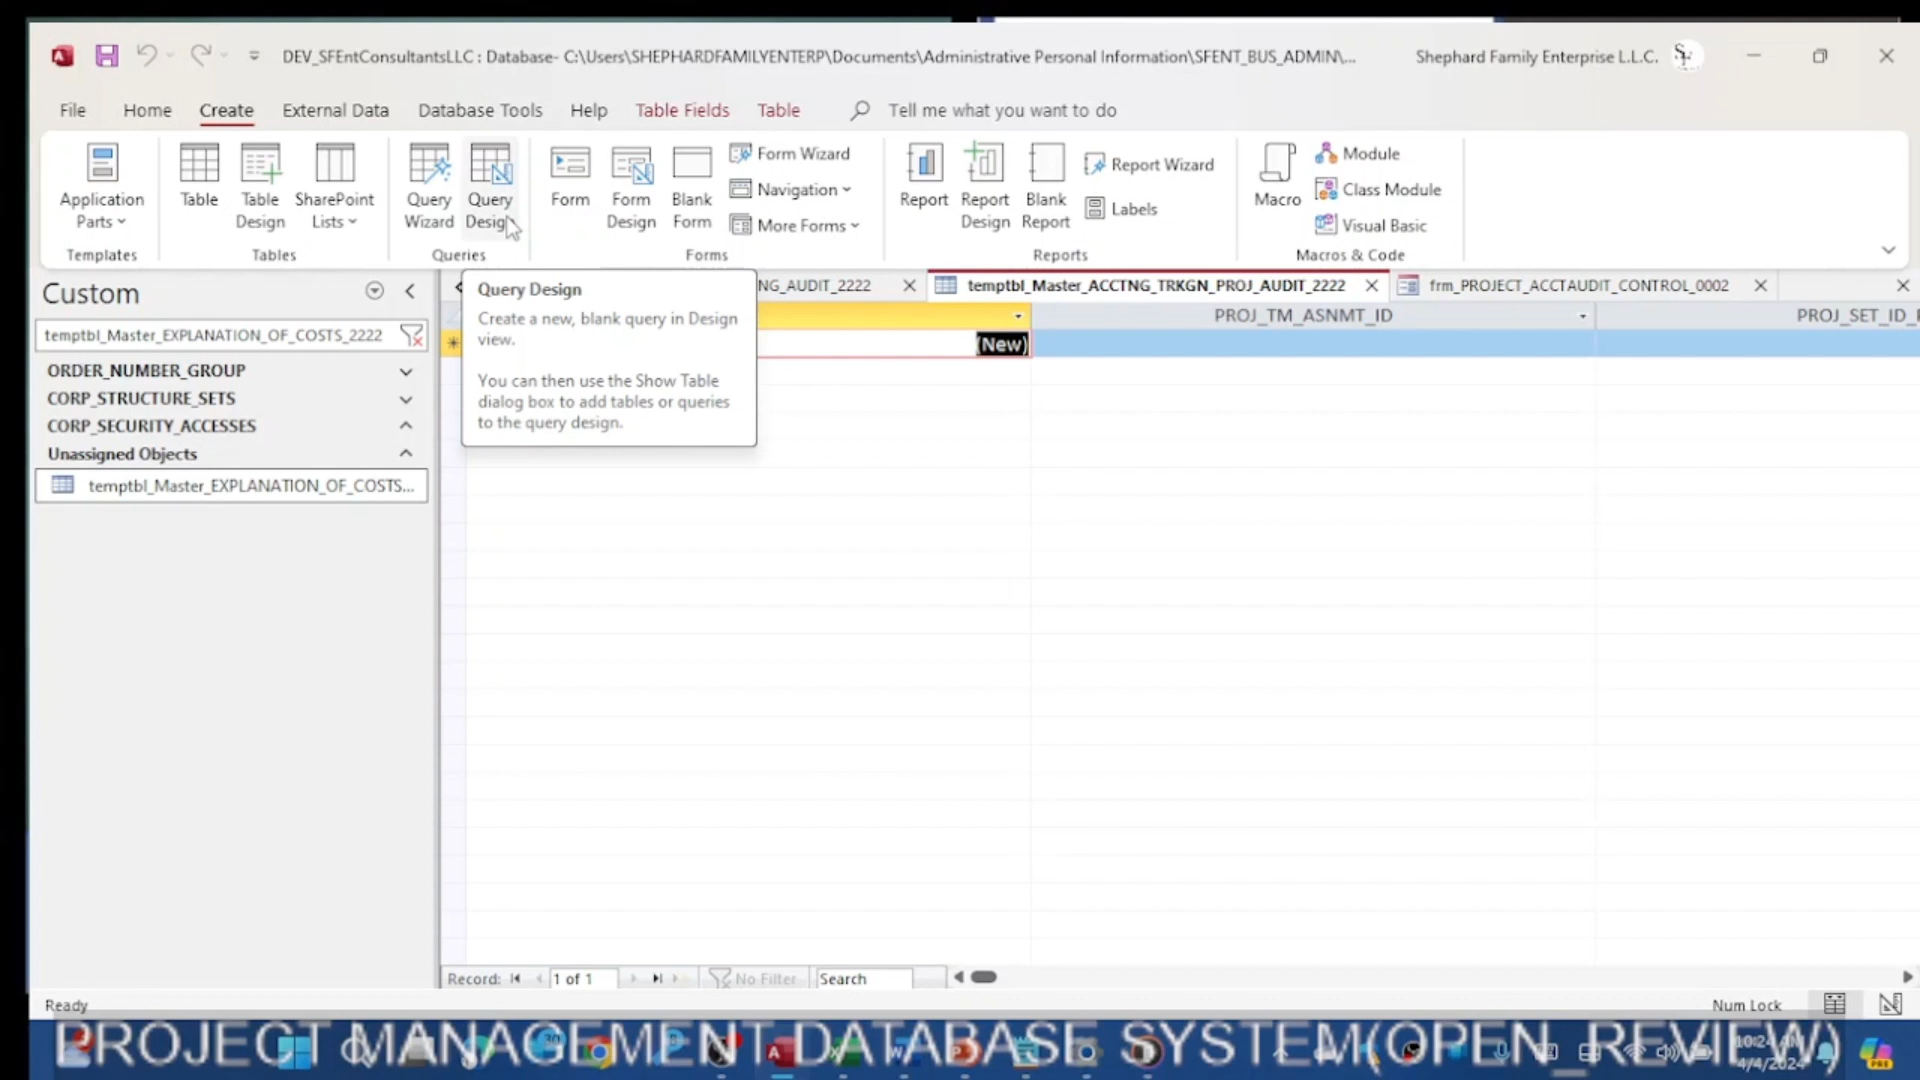 DEV_SFEntConsultantsLLC : Database- C:\Users\SHEPHARDFAMILYENTERP\Documents\Administrative Personal Information\SFENT_BUS_ADMIN\...
Shephard Family Enterprise L.L.C.
File Home Create External Data Database Tools Help Table Fields Table Tell me what you want to do
Application Parts
Table
Table Design
SharePoint Lists
Query Wizard
Query Design
Form
Form Design
Blank Form
Form Wizard
Navigation
More Forms
Report
Report Design
Blank Report
Report Wizard
Labels
Macro
Module
Class Module
Visual Basic
Templates Tables Queries Forms Reports Macros & Code
Custom
temptbl_Master_EXPLANATION_OF_COSTS_2222
ORDER_NUMBER_GROUP
CORP_STRUCTURE_SETS
CORP_SECURITY_ACCESSES
Unassigned Objects
temptbl_Master_EXPLANATION_OF_COSTS...
NG_AUDIT_2222
temptbl_Master_ACCTNG_TRKGN_PROJ_AUDIT_2222
frm_PROJECT_ACCTAUDIT_CONTROL_0002
PROJ_TM_ASNMT_ID
PROJ_SET_ID_
(New)
Query Design
Create a new, blank query in Design
view.
You can then use the Show Table
dialog box to add tables or queries
to the query design.
Record: 1 of 1 No Filter Search
Ready
Num Lock
PROJECT MANAGEMENT DATABASE SYSTEM(OPEN_REVIEW)
4/4/2024